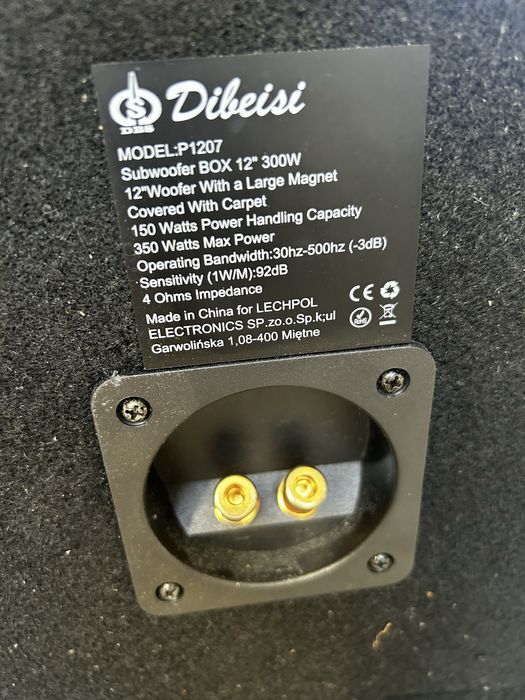 Dibeisi
DBS
MODEL:P1207
Subwoofer BOX 12" 300W
12"Woofer With a Large Magnet
Covered With Carpet
150 Watts Power Handling Capacity
350 Watts Max Power
Operating Bandwidth:30hz-500hz (-3dB)
Sensitivity (1W/M):92dB
4 Ohms Impedance
CE
Made in China for LECHPOL
ELECTRONICS SP.zo.o.Sp.k;ul
Garwolińska 1,08-400 Miętne